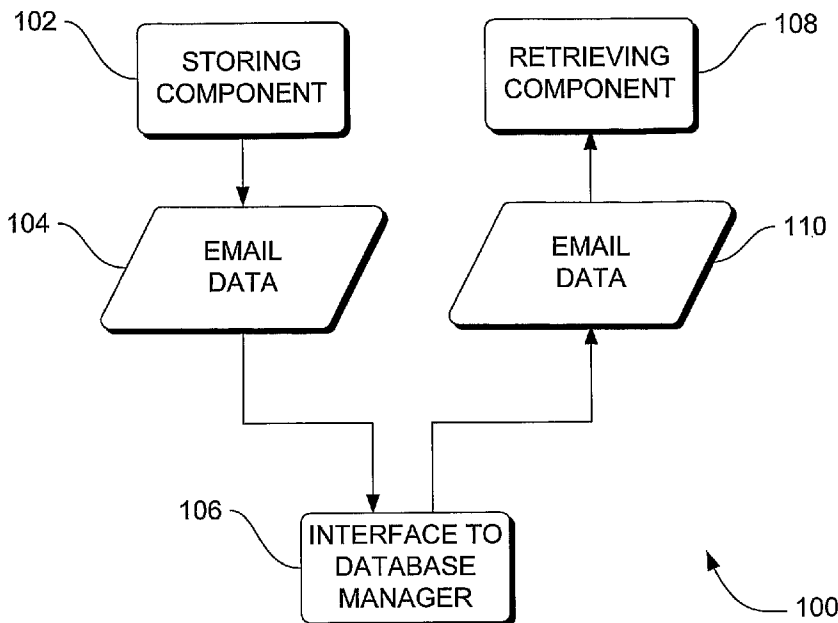 102
STORING
COMPONENT
RETRIEVING
COMPONENT
108
104
EMAIL
DATA
EMAIL
DATA
110
106
INTERFACE TO
DATABASE
MANAGER
100